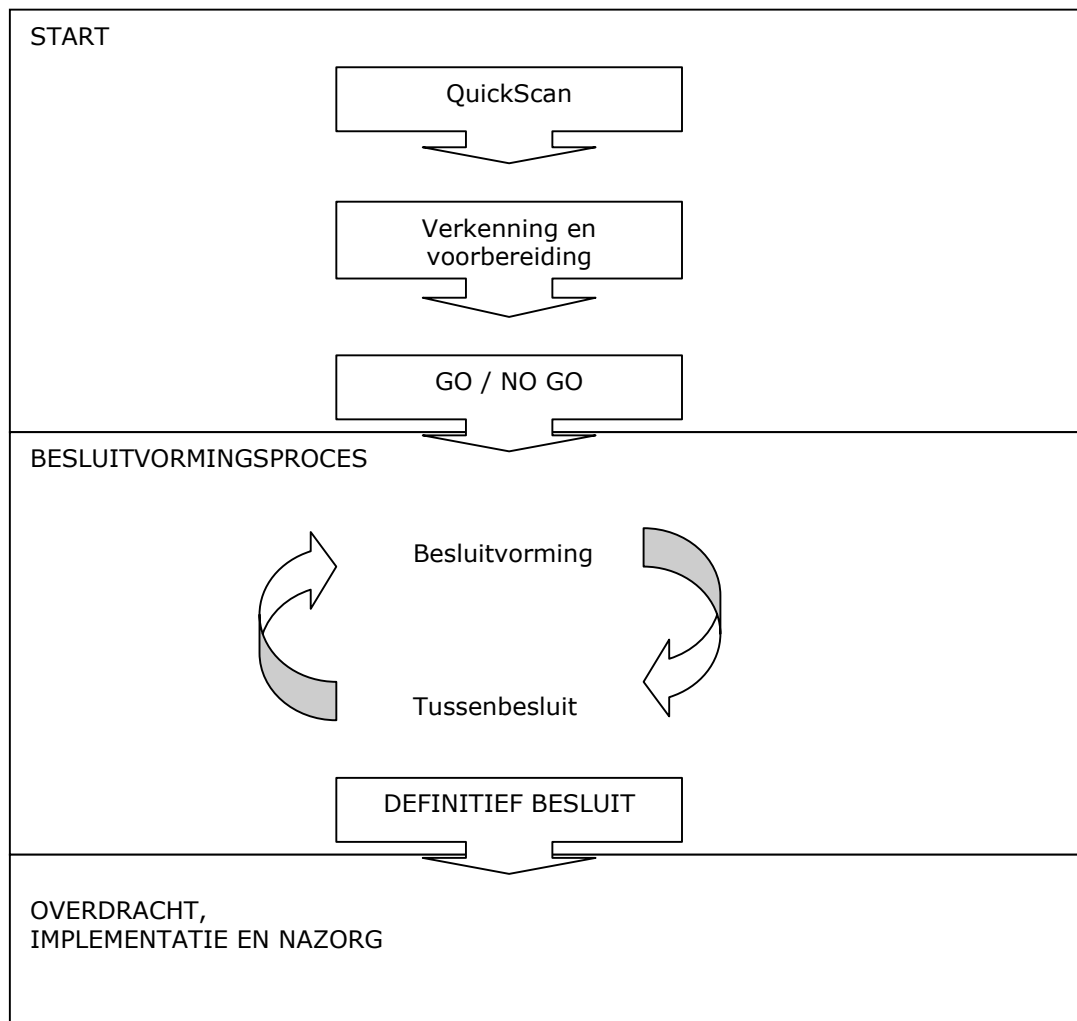 START
QuickScan
Verkenning en
voorbereiding
GO / NO GO
BESLUITVORMINGSPROCES
Besluitvorming
Tussenbesluit
DEFINITIEF BESLUIT
OVERDRACHT,
IMPLEMENTATIE EN NAZORG